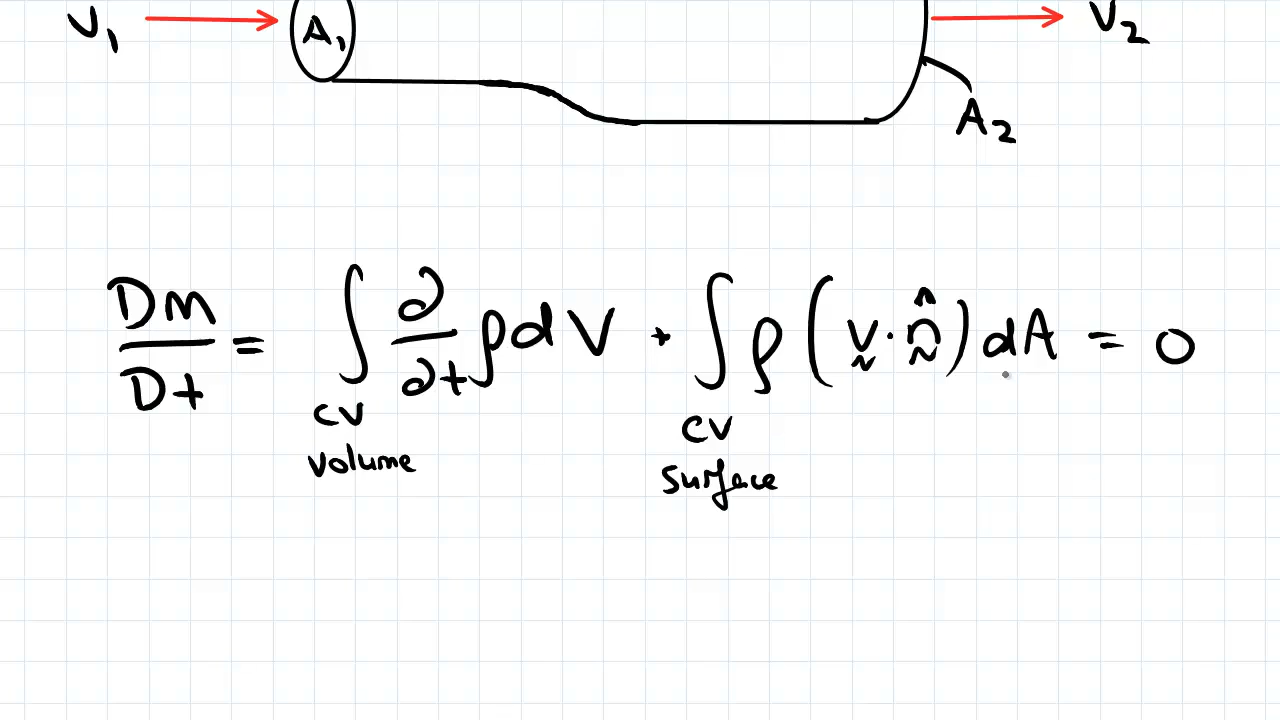 V₁ A₁ V₂
A₂
Dm/Dt = ∫ ∂/∂t ρ dV + ∫ ρ (v · n̂) dA = 0
CV CV
volume surface